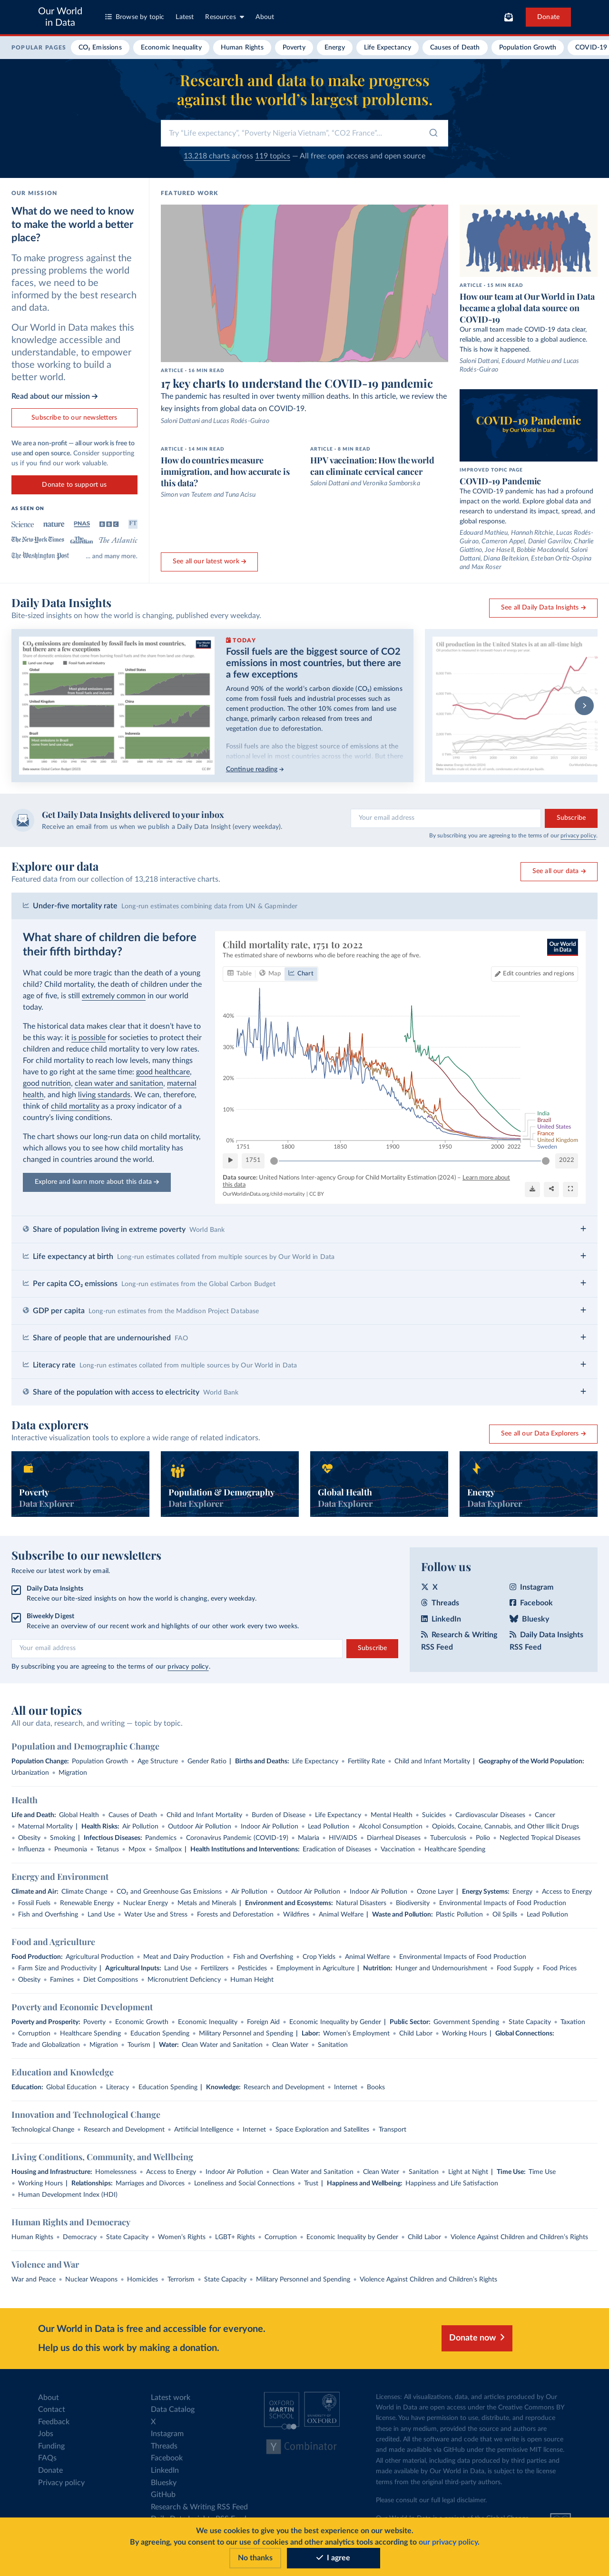 Our World
in Data
Browse by topic
Latest
Resources
About
Donate
POPULAR PAGES
CO₂ Emissions
Economic Inequality
Human Rights
Poverty
Energy
Life Expectancy
Causes of Death
Population Growth
COVID-19
Research and data to make progress
against the world's largest problems.
Try "Life expectancy", "Poverty Nigeria Vietnam", "CO2 France"…
13,218 charts across 119 topics — All free: open access and open source
OUR MISSION
What do we need to know
to make the world a better
place?
To make progress against the
pressing problems the world
faces, we need to be
informed by the best research
and data.
Our World in Data makes this
knowledge accessible and
understandable, to empower
those working to build a
better world.
Read about our mission →
Subscribe to our newsletters
We are a non-profit — all our work is free to
use and open source. Consider supporting
us if you find our work valuable.
Donate to support us
AS SEEN ON
Science
nature
PNAS
BBC
FT
The New York Times
The Guardian
The Atlantic
The Washington Post
... and many more.
FEATURED WORK
ARTICLE - 16 MIN READ
17 key charts to understand the COVID-19 pandemic
The pandemic has resulted in over twenty million deaths. In this article, we review the
key insights from global data on COVID-19.
Saloni Dattani and Lucas Rodés-Guirao
ARTICLE - 14 MIN READ
How do countries measure
immigration, and how accurate is
this data?
Simon van Teutem and Tuna Acisu
ARTICLE - 8 MIN READ
HPV vaccination: How the world
can eliminate cervical cancer
Saloni Dattani and Veronika Samborska
See all our latest work →
ARTICLE - 13 MIN READ
How our team at Our World in Data
became a global data source on
COVID-19
Our small team made COVID-19 data clear,
reliable, and accessible to a global audience.
This is how it happened.
Saloni Dattani, Edouard Mathieu and Lucas
Rodés-Guirao
COVID-19 Pandemic
by Our World in Data
IMPROVED TOPIC PAGE
COVID-19 Pandemic
The COVID-19 pandemic has had a profound
impact on the world. Explore global data and
research to understand its impact, spread, and
global response.
Edouard Mathieu, Hannah Ritchie, Lucas Rodés-
Guirao, Cameron Appel, Daniel Gavrilov, Charlie
Giattino, Joe Hasell, Bobbie Macdonald, Saloni
Dattani, Diana Beltekian, Esteban Ortiz-Ospina
and Max Roser
Daily Data Insights
Bite-sized insights on how the world is changing, published every weekday.
See all Daily Data Insights →
CO₂ emissions are dominated by fossil fuels in most countries,
but there are a few exceptions
TODAY
Fossil fuels are the biggest source of CO2
emissions in most countries, but there are
a few exceptions
Around 90% of the world's carbon dioxide (CO₂) emissions
come from fossil fuels and industrial processes such as
cement production. The other 10% comes from land use
change, primarily carbon released from trees and
vegetation due to deforestation.
Fossil fuels are also the biggest source of emissions at the
national level in most countries across the world. But there
Continue reading →
Oil production in the United States is at an all-time high
Get Daily Data Insights delivered to your inbox
Receive an email from us when we publish a Daily Data Insight (every weekday).
Your email address
Subscribe
By subscribing you are agreeing to the terms of our privacy policy.
Explore our data
Featured data from our collection of 13,218 interactive charts.
See all our data →
Under-five mortality rate Long-run estimates combining data from UN & Gapminder
What share of children die before
their fifth birthday?
What could be more tragic than the death of a young
child? Child mortality, the death of children under the
age of five, is still extremely common in our world
today.
The historical data makes clear that it doesn't have to
be this way: it is possible for societies to protect their
children and reduce child mortality to very low rates.
For child mortality to reach low levels, many things
have to go right at the same time: good healthcare,
good nutrition, clean water and sanitation, maternal
health, and high living standards. We can, therefore,
think of child mortality as a proxy indicator of a
country's living conditions.
The chart shows our long-run data on child mortality,
which allows you to see how child mortality has
changed in countries around the world.
Explore and learn more about this data →
Child mortality rate, 1751 to 2022
The estimated share of newborns who die before reaching the age of five.
Our World
in Data
Table
Map
Chart
Edit countries and regions
40%
30%
20%
10%
0%
1751
1800
1850
1900
1950
2000
2022
India
Brazil
United States
France
United Kingdom
Sweden
1751
2022
Data source: United Nations Inter-agency Group for Child Mortality Estimation (2024) – Learn more about
this data
OurWorldinData.org/child-mortality | CC BY
Share of population living in extreme poverty World Bank
Life expectancy at birth Long-run estimates collated from multiple sources by Our World in Data
Per capita CO₂ emissions Long-run estimates from the Global Carbon Budget
GDP per capita Long-run estimates from the Maddison Project Database
Share of people that are undernourished FAO
Literacy rate Long-run estimates collated from multiple sources by Our World in Data
Share of the population with access to electricity World Bank
Data explorers
Interactive visualization tools to explore a wide range of related indicators.
See all our Data Explorers →
Poverty
Data Explorer
Population & Demography
Data Explorer
Global Health
Data Explorer
Energy
Data Explorer
Subscribe to our newsletters
Receive our latest work by email.
Daily Data Insights
Receive our bite-sized insights on how the world is changing, every weekday.
Biweekly Digest
Receive an overview of our recent work and highlights of our other work every two weeks.
Your email address
Subscribe
By subscribing you are agreeing to the terms of our privacy policy.
Follow us
X
Instagram
Threads
Facebook
LinkedIn
Bluesky
Research & Writing
RSS Feed
Daily Data Insights
RSS Feed
All our topics
All our data, research, and writing — topic by topic.
Population and Demographic Change
Population Change: Population Growth • Age Structure • Gender Ratio | Births and Deaths: Life Expectancy • Fertility Rate • Child and Infant Mortality | Geography of the World Population:
Urbanization • Migration
Health
Life and Death: Global Health • Causes of Death • Child and Infant Mortality • Burden of Disease • Life Expectancy • Mental Health • Suicides • Cardiovascular Diseases • Cancer
• Maternal Mortality | Health Risks: Air Pollution • Outdoor Air Pollution • Indoor Air Pollution • Lead Pollution • Alcohol Consumption • Opioids, Cocaine, Cannabis, and Other Illicit Drugs
• Obesity • Smoking | Infectious Diseases: Pandemics • Coronavirus Pandemic (COVID-19) • Malaria • HIV/AIDS • Diarrheal Diseases • Tuberculosis • Polio • Neglected Tropical Diseases
• Influenza • Pneumonia • Tetanus • Mpox • Smallpox | Health Institutions and Interventions: Eradication of Diseases • Vaccination • Healthcare Spending
Energy and Environment
Climate and Air: Climate Change • CO₂ and Greenhouse Gas Emissions • Air Pollution • Outdoor Air Pollution • Indoor Air Pollution • Ozone Layer | Energy Systems: Energy • Access to Energy
• Fossil Fuels • Renewable Energy • Nuclear Energy • Metals and Minerals | Environment and Ecosystems: Natural Disasters • Biodiversity • Environmental Impacts of Food Production
• Fish and Overfishing • Land Use • Water Use and Stress • Forests and Deforestation • Wildfires • Animal Welfare | Waste and Pollution: Plastic Pollution • Oil Spills • Lead Pollution
Food and Agriculture
Food Production: Agricultural Production • Meat and Dairy Production • Fish and Overfishing • Crop Yields • Animal Welfare • Environmental Impacts of Food Production
• Farm Size and Productivity | Agricultural Inputs: Land Use • Fertilizers • Pesticides • Employment in Agriculture | Nutrition: Hunger and Undernourishment • Food Supply • Food Prices
• Obesity • Famines • Diet Compositions • Micronutrient Deficiency • Human Height
Poverty and Economic Development
Poverty and Prosperity: Poverty • Economic Growth • Economic Inequality • Foreign Aid • Economic Inequality by Gender | Public Sector: Government Spending • State Capacity • Taxation
• Corruption • Healthcare Spending • Education Spending • Military Personnel and Spending | Labor: Women's Employment • Child Labor • Working Hours | Global Connections:
Trade and Globalization • Migration • Tourism | Water: Clean Water and Sanitation • Clean Water • Sanitation
Education and Knowledge
Education: Global Education • Literacy • Education Spending | Knowledge: Research and Development • Internet • Books
Innovation and Technological Change
Technological Change • Research and Development • Artificial Intelligence • Internet • Space Exploration and Satellites • Transport
Living Conditions, Community, and Wellbeing
Housing and Infrastructure: Homelessness • Access to Energy • Indoor Air Pollution • Clean Water and Sanitation • Clean Water • Sanitation • Light at Night | Time Use: Time Use
• Working Hours | Relationships: Marriages and Divorces • Loneliness and Social Connections • Trust | Happiness and Wellbeing: Happiness and Life Satisfaction
• Human Development Index (HDI)
Human Rights and Democracy
Human Rights • Democracy • State Capacity • Women's Rights • LGBT+ Rights • Corruption • Economic Inequality by Gender • Child Labor • Violence Against Children and Children's Rights
Violence and War
War and Peace • Nuclear Weapons • Homicides • Terrorism • State Capacity • Military Personnel and Spending • Violence Against Children and Children's Rights
Our World in Data is free and accessible for everyone.
Help us do this work by making a donation.
Donate now
About
Contact
Feedback
Jobs
Funding
FAQs
Donate
Privacy policy
Latest work
Data Catalog
X
Instagram
Threads
Facebook
LinkedIn
Bluesky
GitHub
Research & Writing RSS Feed
OXFORD
MARTIN
SCHOOL
UNIVERSITY OF
OXFORD
Y Combinator
Licenses: All visualizations, data, and articles produced by Our
World in Data are open access under the Creative Commons BY
license. You have permission to use, distribute, and reproduce
these in any medium, provided the source and authors are
credited. All the software and code that we write is open source
and made available via GitHub under the permissive MIT license.
All other material, including data produced by third parties and
made available by Our World in Data, is subject to the license
terms from the original third-party authors.
Please consult our full legal disclaimer.
We use cookies to give you the best experience on our website.
By agreeing, you consent to our use of cookies and other analytics tools according to our privacy policy.
No thanks
I agree